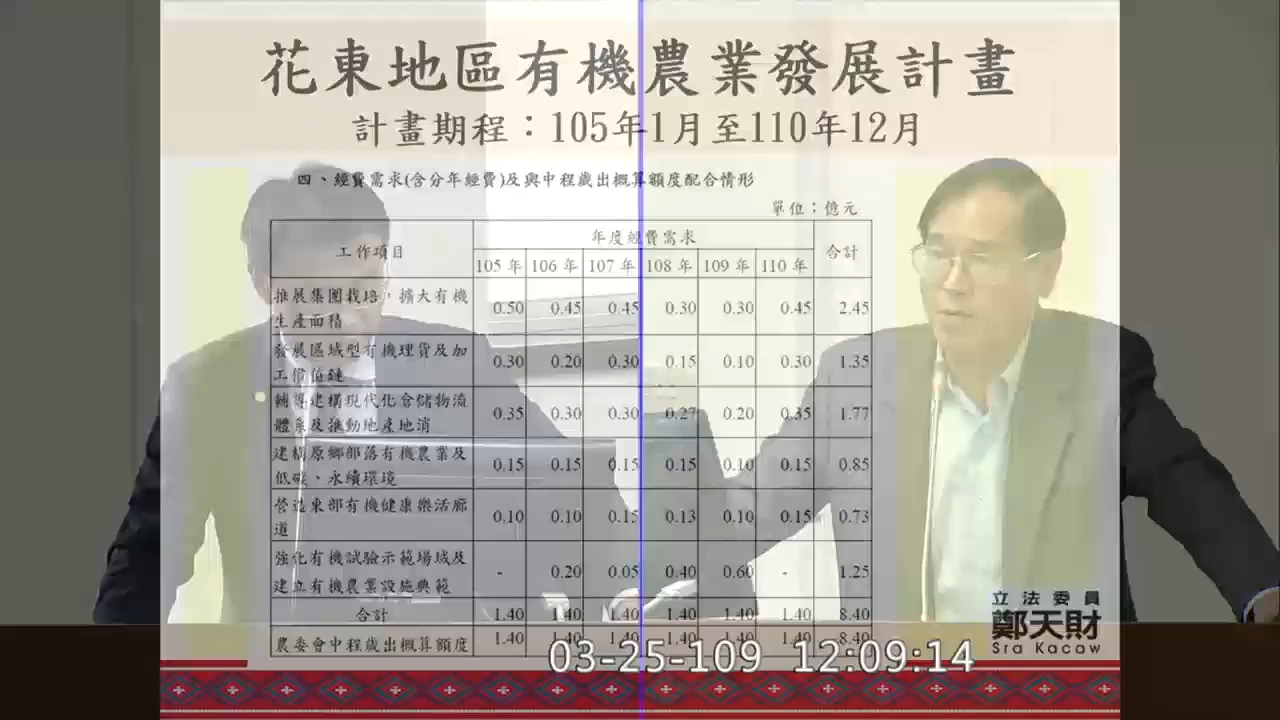 花東地區有機農業發展計畫
計畫期程：105年1月至110年12月
四、經費需求(含分年經費)及與中程歲出概算額度配合情形
單位：億元
工作項目 年度經費需求 合計
105年 106年 107年 108年 109年 110年
推展集團栽培，擴大有機生產面積 0.50 0.45 0.45 0.30 0.30 0.45 2.45
發展區域型有機理貨及加工價值鏈 0.30 0.20 0.30 0.15 0.10 0.30 1.35
輔導建構現代化倉儲物流體系及推動地產地消 0.35 0.30 0.30 0.27 0.20 0.35 1.77
建構原鄉部落有機農業及低碳、永續環境 0.15 0.15 0.15 0.15 0.10 0.15 0.85
營造東部有機健康樂活廊道 0.10 0.10 0.15 0.13 0.10 0.15 0.73
強化有機試驗示範場域及建立有機農業設施典範 - 0.20 0.05 0.40 0.60 - 1.25
合計 1.40 1.40 1.40 1.40 1.40 1.40 8.40
農委會中程歲出概算額度 1.40 1.40 1.40 1.40 1.40 1.40 8.40
立法委員
鄭天財
Sra Kacaw
03-25-109 12:09:14